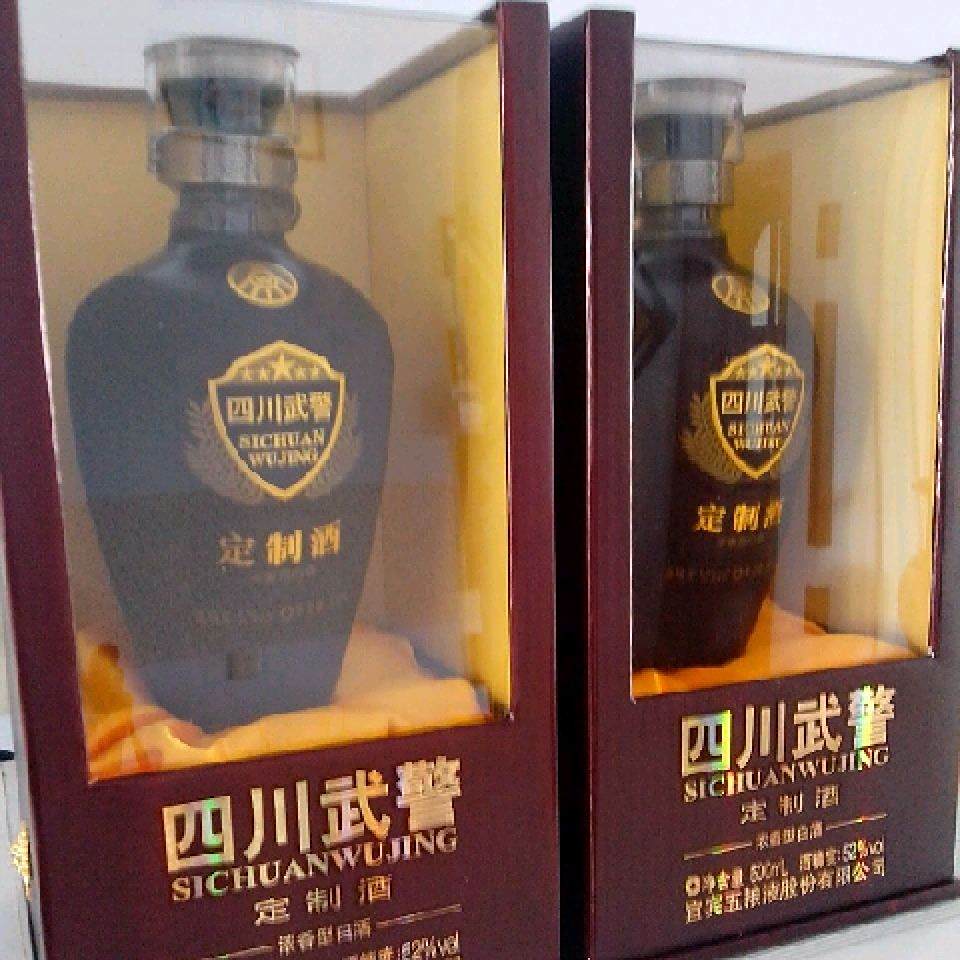 四川武警
SICHUAN
WUJING
定制酒
四川武警
SICHUANWUJING
定制酒
浓香型白酒
52%vol
四川武警
SICHUAN
WUJING
定制酒
四川武警
SICHUANWUJING
定制酒
浓香型白酒
净含量:500mL 酒精度:52%vol
宜宾五粮液股份有限公司